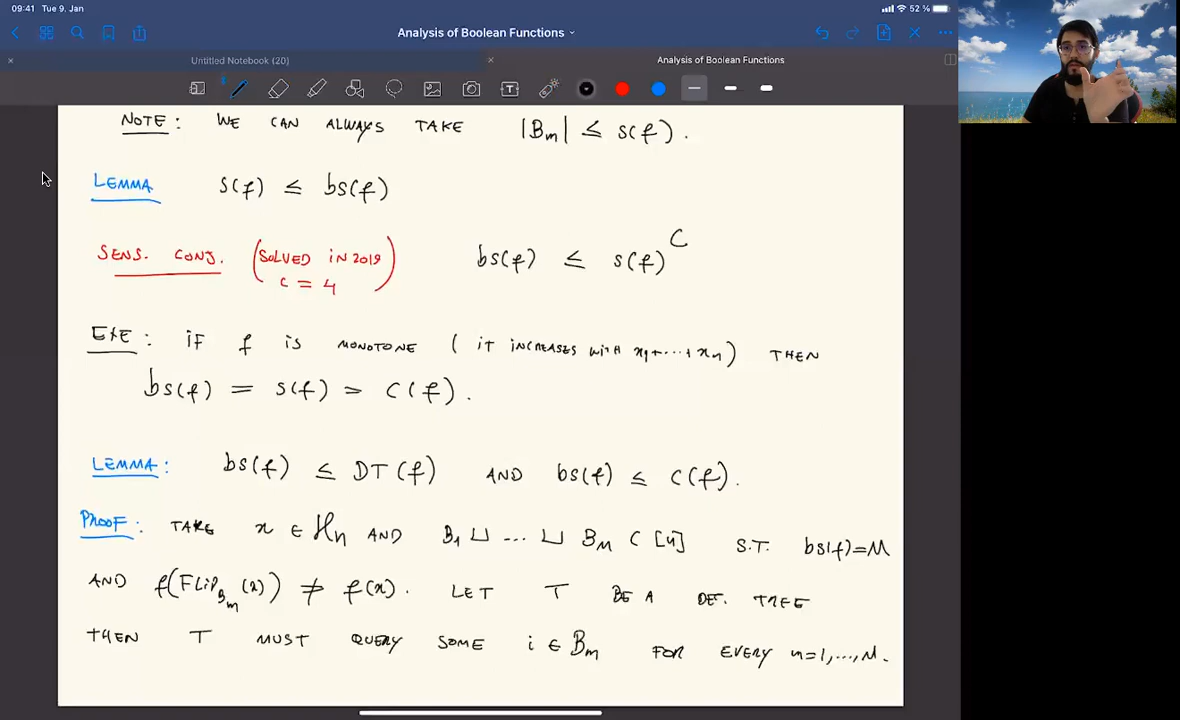 09:41 Tue 9. Jan
52 %
Analysis of Boolean Functions
Untitled Notebook (20)
Analysis of Boolean Functions
NOTE: WE CAN ALWAYS TAKE |Bm| ≤ s(f).
LEMMA s(f) ≤ bs(f)
SENS. CONJ. (SOLVED IN 2019 c = 4) bs(f) ≤ s(f)^C
EXE: IF f is MONOTONE (it INCREASES with x1,...,xn) THEN
bs(f) = s(f) = C(f).
LEMMA: bs(f) ≤ DT(f) AND bs(f) ≤ C(f).
PROOF: TAKE x ∈ Hn AND B1 ⊔ ... ⊔ BM ⊂ [n] S.T. bs(f)=M
AND f(FLIP_Bm(x)) ≠ f(x). LET T BE A DET. TREE
THEN T MUST QUERY SOME i ∈ Bm FOR EVERY m=1,...,M.